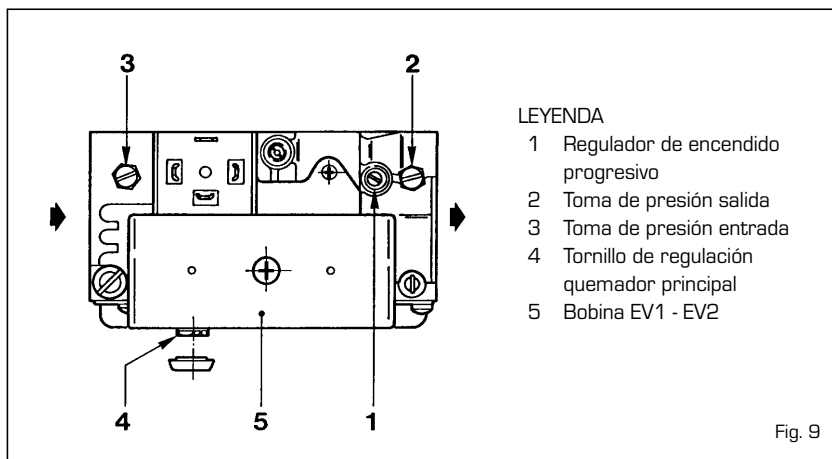 3
2
LEYENDA
1 Regulador de encendido
progresivo
2 Toma de presión salida
3 Toma de presión entrada
4 Tornillo de regulación
quemador principal
5 Bobina EV1 - EV2
4
5
1
Fig. 9